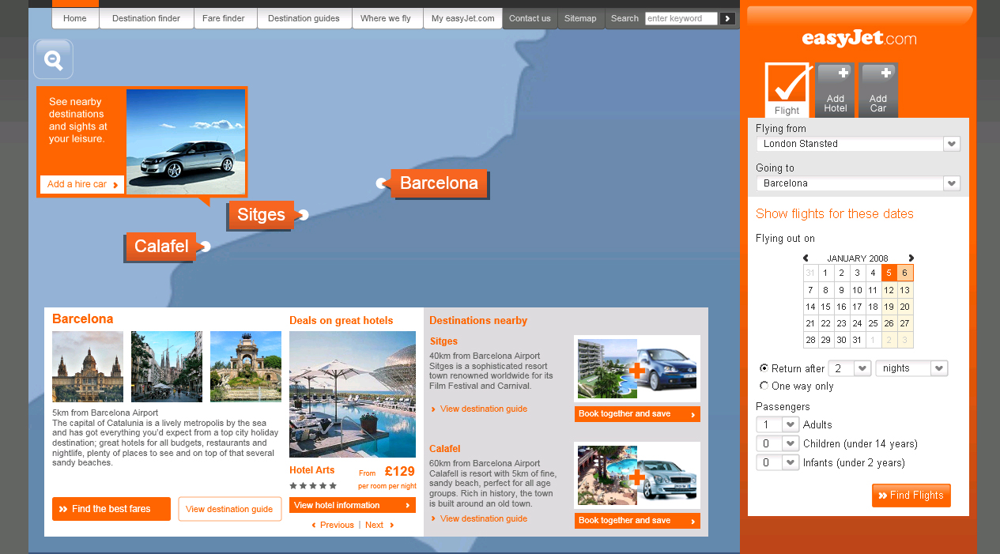 Home
Destination finder
Fare finder
Destination guides
Where we fly
My easyJet.com
Contact us
Sitemap
Search
enter keyword
See nearby
destinations
and sights at
your leisure.
Add a hire car
Barcelona
Sitges
Calafel
Barcelona
5km from Barcelona Airport
The capital of Catalunia is a lively metropolis by the sea
and has got everything you'd expect from a top city holiday
destination; great hotels for all budgets, restaurants and
nightlife, plenty of places to see and on top of that several
sandy beaches.
Find the best fares
View destination guide
Deals on great hotels
Hotel Arts
From £129
per room per night
View hotel information
Previous | Next
Destinations nearby
Sitges
40km from Barcelona Airport
Sitges is a sophisticated resort
town renowned worldwide for its
Film Festival and Carnival.
View destination guide
Book together and save
Calafel
60km from Barcelona Airport
Calafell is resort with 5km of fine,
sandy beach, perfect for all age
groups. Rich in history, the town
is built around an old town.
View destination guide
Book together and save
easyJet.com
Flight
Add
Hotel
Add
Car
Flying from
London Stansted
Going to
Barcelona
Show flights for these dates
Flying out on
JANUARY 2008
31 1 2 3 4 5 6
7 8 9 10 11 12 13
14 15 16 17 18 19 20
21 22 23 24 25 26 27
28 29 30 31 1 2 3
Return after 2 nights
One way only
Passengers
1 Adults
0 Children (under 14 years)
0 Infants (under 2 years)
Find Flights